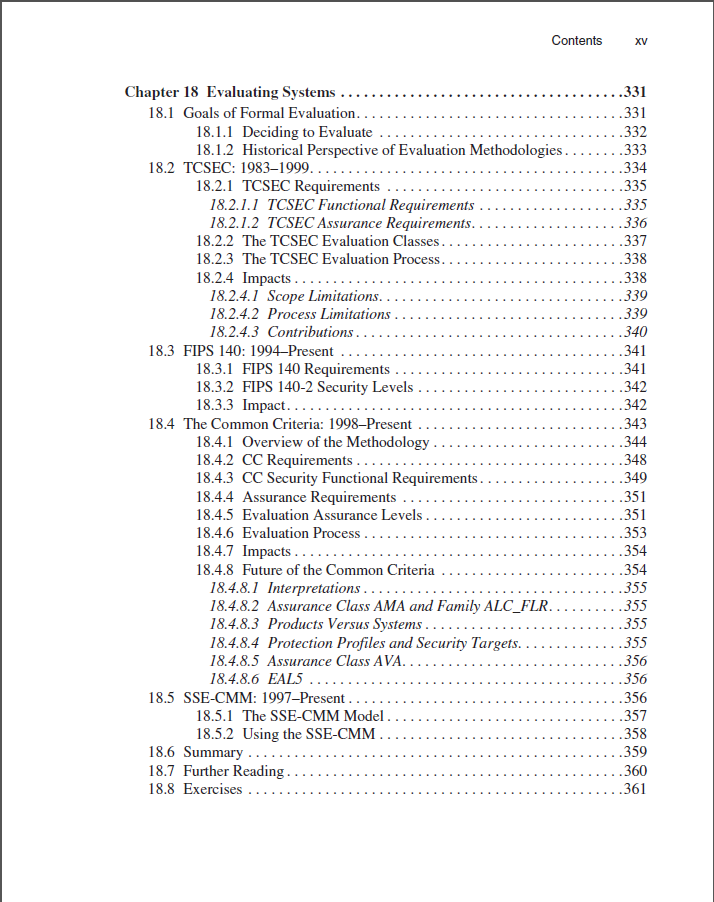 Contents xv
Chapter 18 Evaluating Systems . . . . . . . . . . . . . . . . . . . . . . . . . . . . . . . . . . . . .331
18.1 Goals of Formal Evaluation. . . . . . . . . . . . . . . . . . . . . . . . . . . . . . . . . . .331
18.1.1 Deciding to Evaluate . . . . . . . . . . . . . . . . . . . . . . . . . . . . . . . .332
18.1.2 Historical Perspective of Evaluation Methodologies . . . . . . . .333
18.2 TCSEC: 1983–1999. . . . . . . . . . . . . . . . . . . . . . . . . . . . . . . . . . . . . . . . .334
18.2.1 TCSEC Requirements . . . . . . . . . . . . . . . . . . . . . . . . . . . . . . .335
18.2.1.1 TCSEC Functional Requirements . . . . . . . . . . . . . . . . . . .335
18.2.1.2 TCSEC Assurance Requirements. . . . . . . . . . . . . . . . . . . .336
18.2.2 The TCSEC Evaluation Classes . . . . . . . . . . . . . . . . . . . . . . . .337
18.2.3 The TCSEC Evaluation Process. . . . . . . . . . . . . . . . . . . . . . . .338
18.2.4 Impacts . . . . . . . . . . . . . . . . . . . . . . . . . . . . . . . . . . . . . . . . . . .338
18.2.4.1 Scope Limitations. . . . . . . . . . . . . . . . . . . . . . . . . . . . . . . .339
18.2.4.2 Process Limitations . . . . . . . . . . . . . . . . . . . . . . . . . . . . . .339
18.2.4.3 Contributions . . . . . . . . . . . . . . . . . . . . . . . . . . . . . . . . . . .340
18.3 FIPS 140: 1994–Present . . . . . . . . . . . . . . . . . . . . . . . . . . . . . . . . . . . . .341
18.3.1 FIPS 140 Requirements . . . . . . . . . . . . . . . . . . . . . . . . . . . . . .341
18.3.2 FIPS 140-2 Security Levels . . . . . . . . . . . . . . . . . . . . . . . . . . .342
18.3.3 Impact. . . . . . . . . . . . . . . . . . . . . . . . . . . . . . . . . . . . . . . . . . . .342
18.4 The Common Criteria: 1998–Present . . . . . . . . . . . . . . . . . . . . . . . . . . .343
18.4.1 Overview of the Methodology . . . . . . . . . . . . . . . . . . . . . . . . .344
18.4.2 CC Requirements . . . . . . . . . . . . . . . . . . . . . . . . . . . . . . . . . . .348
18.4.3 CC Security Functional Requirements . . . . . . . . . . . . . . . . . . .349
18.4.4 Assurance Requirements . . . . . . . . . . . . . . . . . . . . . . . . . . . . .351
18.4.5 Evaluation Assurance Levels . . . . . . . . . . . . . . . . . . . . . . . . . .351
18.4.6 Evaluation Process . . . . . . . . . . . . . . . . . . . . . . . . . . . . . . . . . .353
18.4.7 Impacts . . . . . . . . . . . . . . . . . . . . . . . . . . . . . . . . . . . . . . . . . . .354
18.4.8 Future of the Common Criteria . . . . . . . . . . . . . . . . . . . . . . . .354
18.4.8.1 Interpretations . . . . . . . . . . . . . . . . . . . . . . . . . . . . . . . . . .355
18.4.8.2 Assurance Class AMA and Family ALC_FLR. . . . . . . . . .355
18.4.8.3 Products Versus Systems . . . . . . . . . . . . . . . . . . . . . . . . . .355
18.4.8.4 Protection Profiles and Security Targets. . . . . . . . . . . . . .355
18.4.8.5 Assurance Class AVA. . . . . . . . . . . . . . . . . . . . . . . . . . . . .356
18.4.8.6 EAL5 . . . . . . . . . . . . . . . . . . . . . . . . . . . . . . . . . . . . . . . . .356
18.5 SSE-CMM: 1997–Present . . . . . . . . . . . . . . . . . . . . . . . . . . . . . . . . . . . .356
18.5.1 The SSE-CMM Model . . . . . . . . . . . . . . . . . . . . . . . . . . . . . . .357
18.5.2 Using the SSE-CMM . . . . . . . . . . . . . . . . . . . . . . . . . . . . . . . .358
18.6 Summary . . . . . . . . . . . . . . . . . . . . . . . . . . . . . . . . . . . . . . . . . . . . . . . . .359
18.7 Further Reading . . . . . . . . . . . . . . . . . . . . . . . . . . . . . . . . . . . . . . . . . . . .360
18.8 Exercises . . . . . . . . . . . . . . . . . . . . . . . . . . . . . . . . . . . . . . . . . . . . . . . . .361